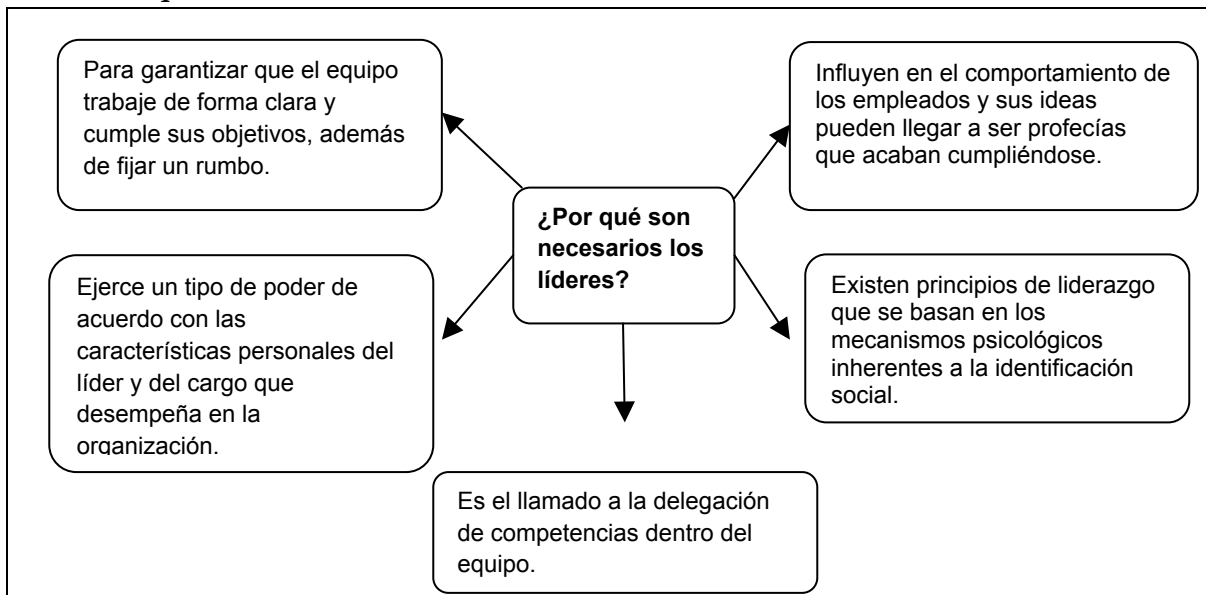 Para garantizar que el equipo
trabaje de forma clara y
cumple sus objetivos, además
de fijar un rumbo.
Influyen en el comportamiento de
los empleados y sus ideas
pueden llegar a ser profecías
que acaban cumpliéndose.
¿Por qué son
necesarios los
líderes?
Ejerce un tipo de poder de
acuerdo con las
características personales del
líder y del cargo que
desempeña en la
organización.
Existen principios de liderazgo
que se basan en los
mecanismos psicológicos
inherentes a la identificación
social.
Es el llamado a la delegación
de competencias dentro del
equipo.